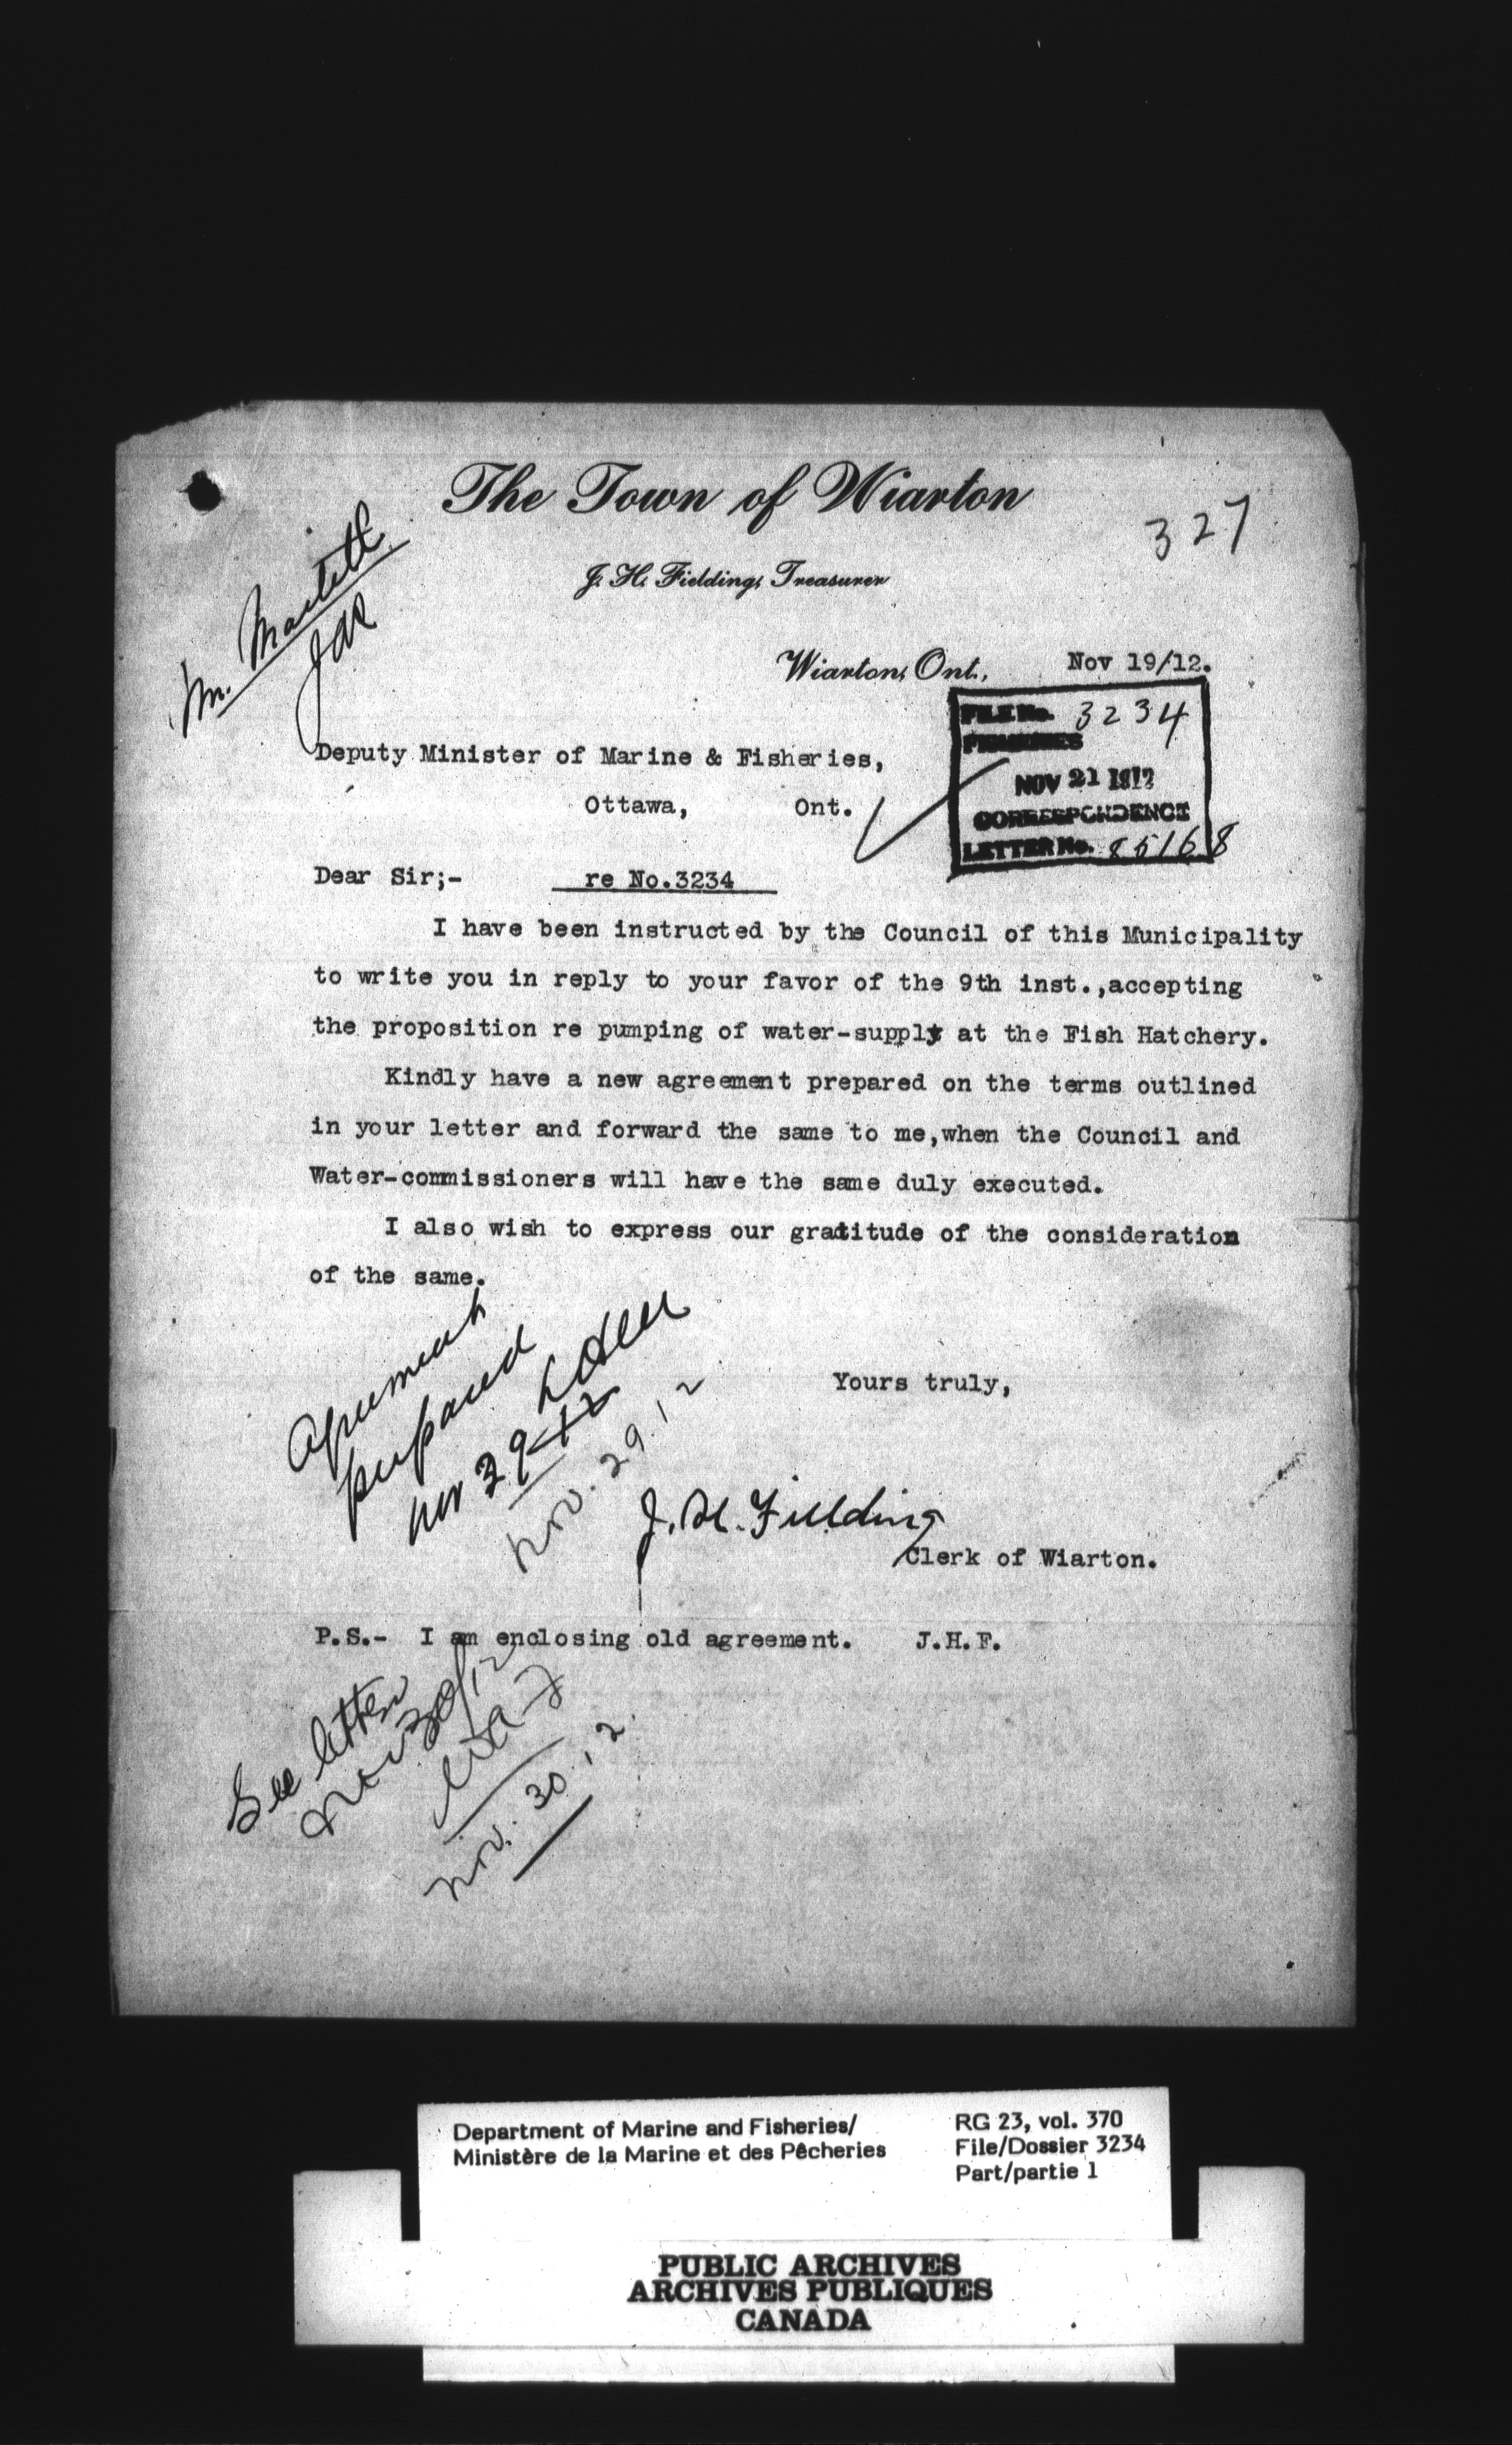 The Town of Wiarton
327
J. H. Fielding, Treasurer
Wiarton, Ont., Nov 19/12.
FILE No. 3234
FISHERIES
NOV 21 1912
CORRESPONDENCE
LETTER No. 85168
Deputy Minister of Marine & Fisheries,
Ottawa, Ont.
Dear Sir;- re No.3234
I have been instructed by the Council of this Municipality
to write you in reply to your favor of the 9th inst.,accepting
the proposition re pumping of water-supply at the Fish Hatchery.
Kindly have a new agreement prepared on the terms outlined
in your letter and forward the same to me,when the Council and
Water-commissioners will have the same duly executed.
I also wish to express our gratitude of the consideration
of the same.
Agreement
prepared
Nov 29 12
Nov. 29.12
Yours truly,
J. H. Fielding
Clerk of Wiarton.
P.S.- I am enclosing old agreement. J.H.F.
See letter
Nov 30/12
Nov. 30.12.
Department of Marine and Fisheries/
Ministère de la Marine et des Pêcheries
RG 23, vol. 370
File/Dossier 3234
Part/partie 1
PUBLIC ARCHIVES
ARCHIVES PUBLIQUES
CANADA